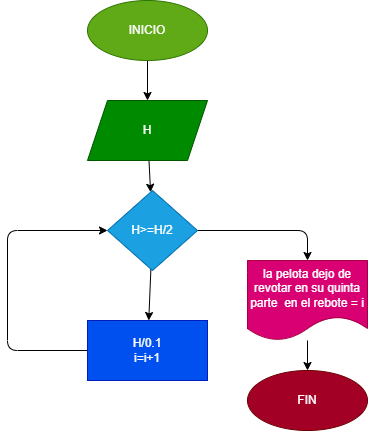 INICIO
H
H>=H/2
la pelota dejo de
revotar en su quinta
parte en el rebote = i
H/0.1
i=i+1
FIN